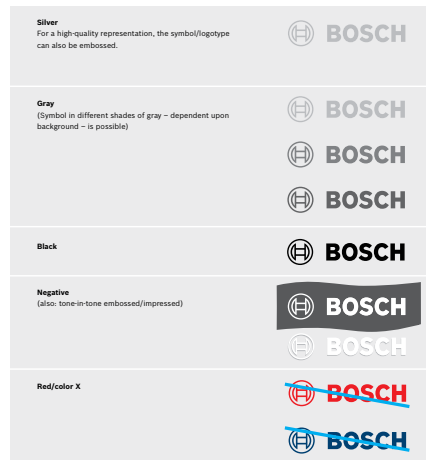 Silver
For a high-quality representation, the symbol/logotype
can also be embossed.
BOSCH
Gray
(Symbol in different shades of gray – dependent upon
background – is possible)
BOSCH
BOSCH
BOSCH
Black
BOSCH
Negative
(also: tone-in-tone embossed/impressed)
BOSCH
BOSCH
Red/color X
BOSCH
BOSCH